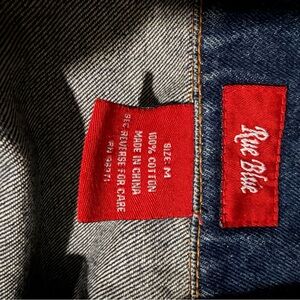 SIZE: M
100% COTTON
MADE IN CHINA
SEE REVERSE FOR CARE
Rue Blue